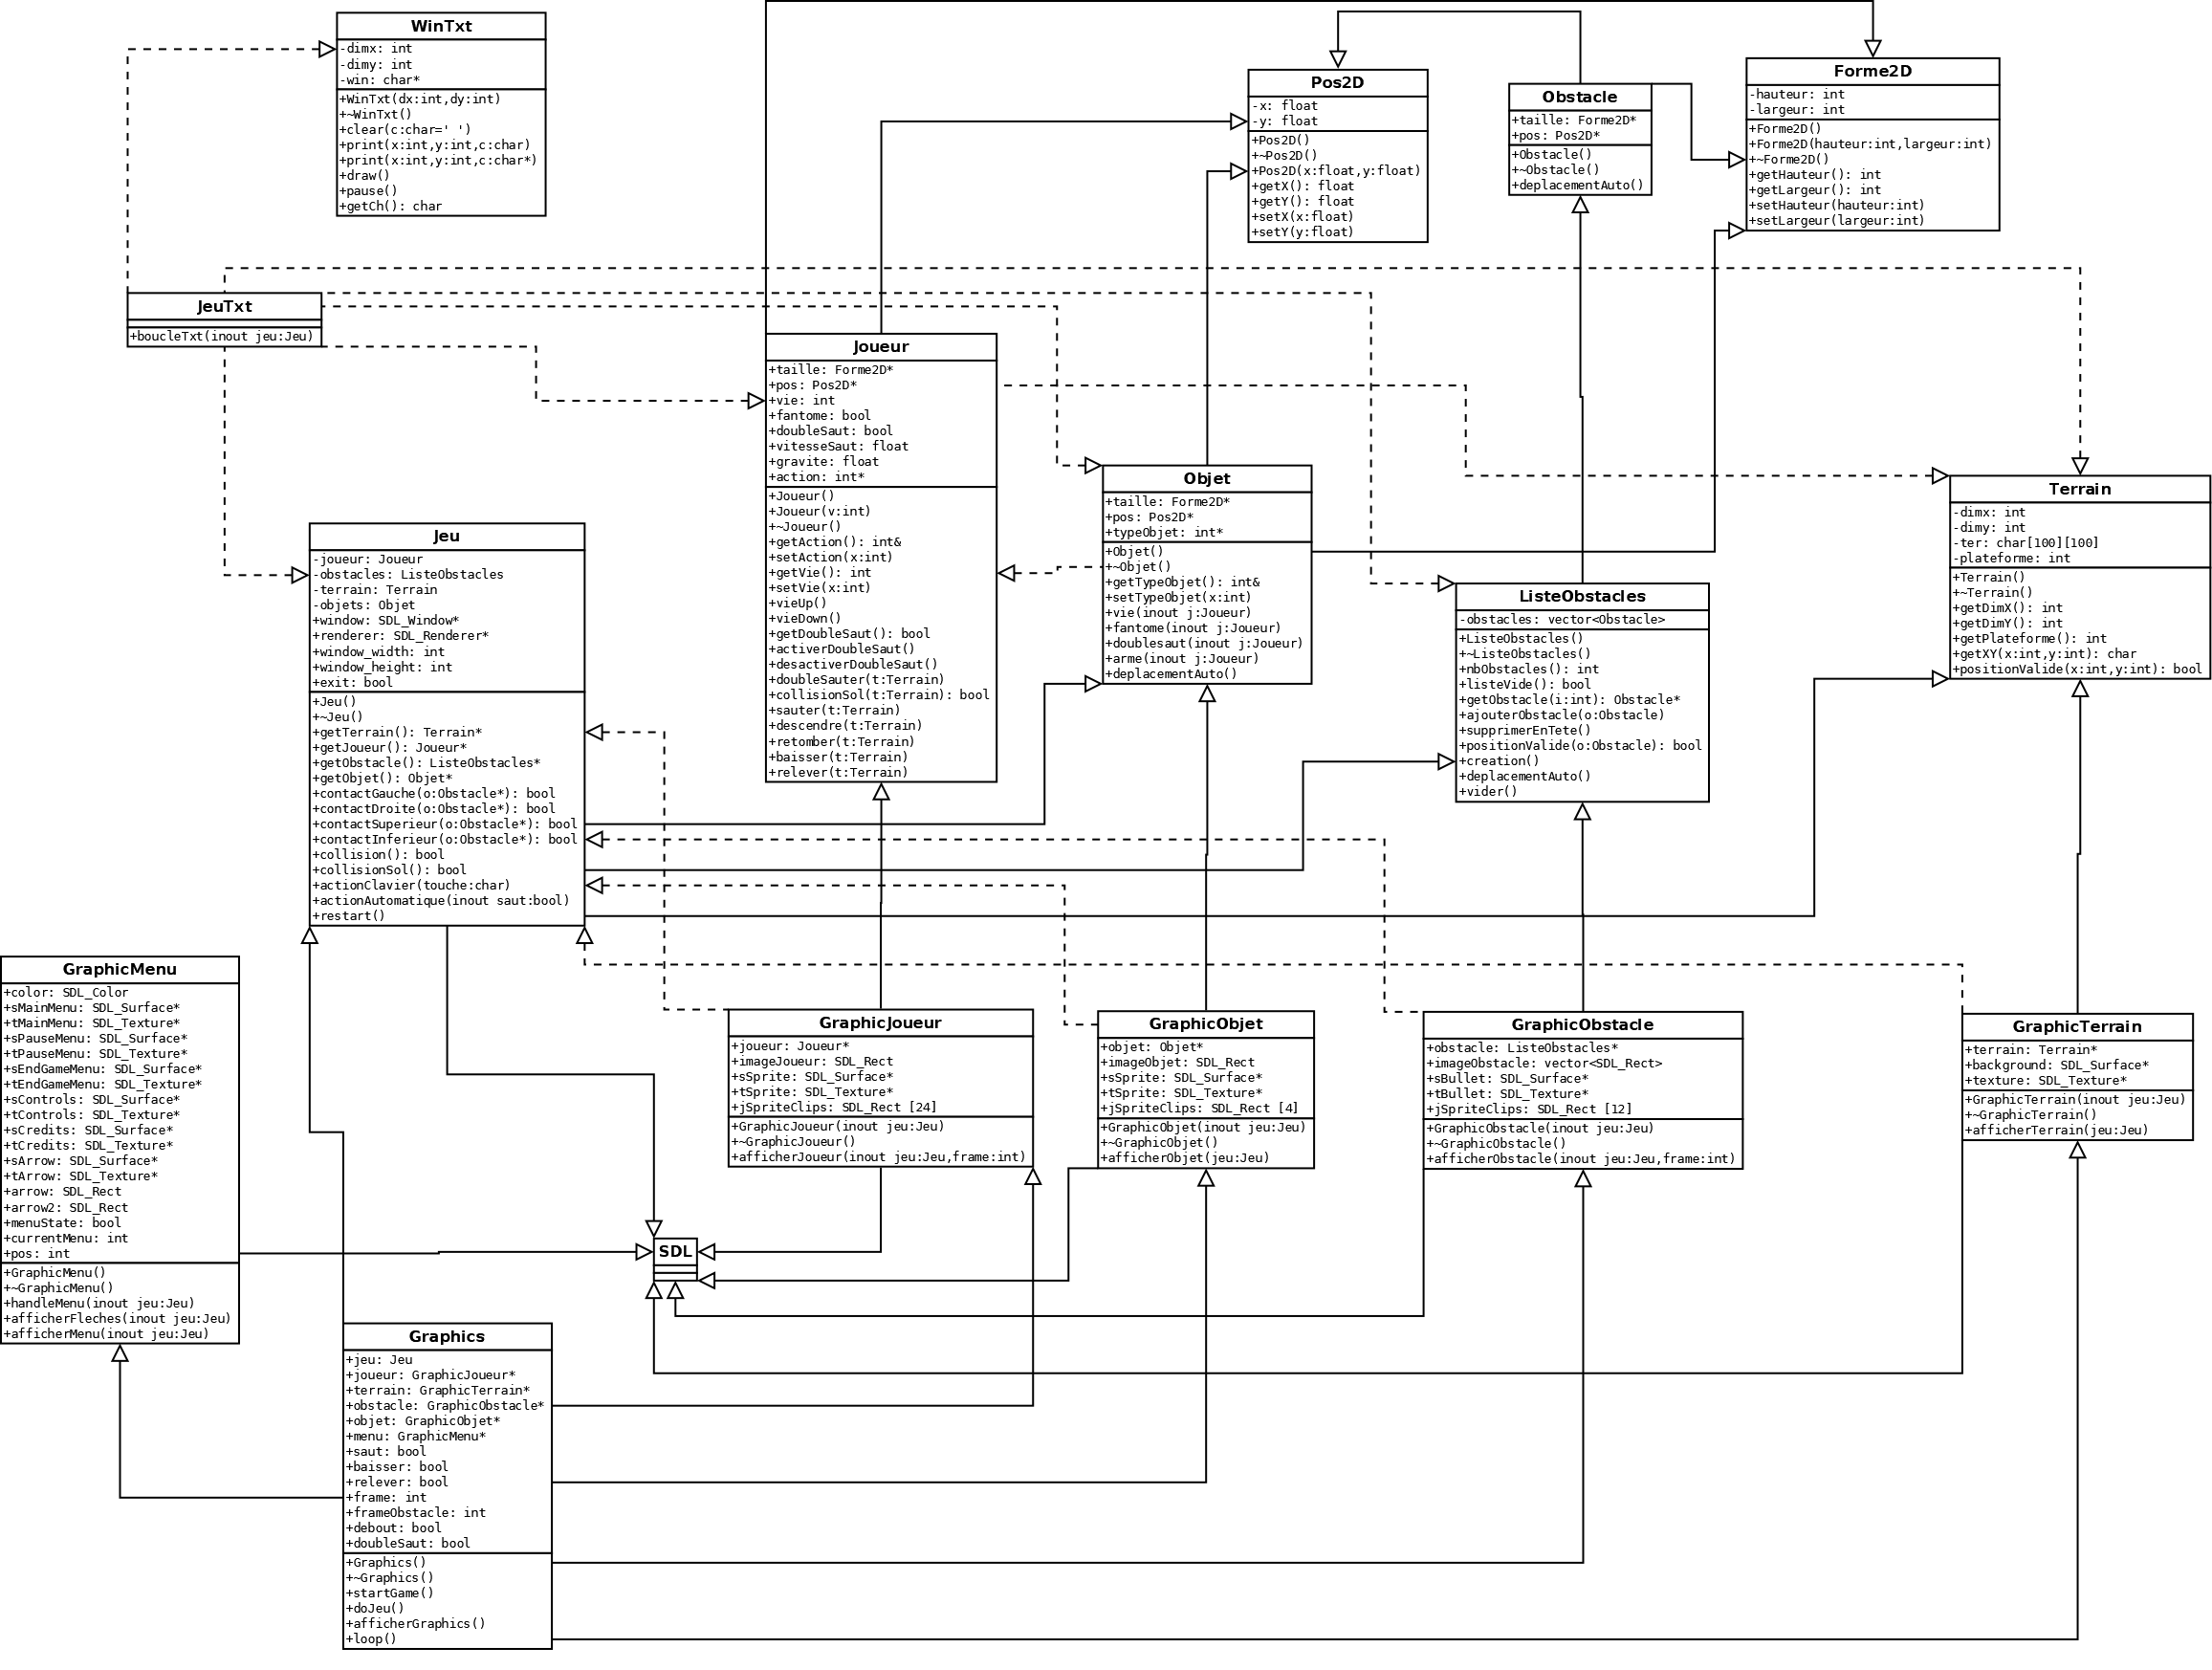 WinTxt
-dimx: int
-dimy: int
-win: char*
+WinTxt(dx:int,dy:int)
+~WinTxt()
+clear(c:char=' ')
+print(x:int,y:int,c:char)
+print(x:int,y:int,c:char*)
+draw()
+pause()
+getCh(): char
Pos2D
-x: float
-y: float
+Pos2D()
+~Pos2D()
+Pos2D(x:float,y:float)
+getX(): float
+getY(): float
+setX(x:float)
+setY(y:float)
Obstacle
+taille: Forme2D*
+pos: Pos2D*
+Obstacle()
+~Obstacle()
+deplacementAuto()
Forme2D
-hauteur: int
-largeur: int
+Forme2D()
+Forme2D(hauteur:int,largeur:int)
+~Forme2D()
+getHauteur(): int
+getLargeur(): int
+setHauteur(hauteur:int)
+setLargeur(largeur:int)
JeuTxt
+boucleTxt(inout jeu:Jeu)
Joueur
+taille: Forme2D*
+pos: Pos2D*
+vie: int
+fantome: bool
+doubleSaut: bool
+vitesseSaut: float
+gravite: float
+action: int*
+Joueur()
+Joueur(v:int)
+~Joueur()
+getAction(): int&
+setAction(x:int)
+getVie(): int
+setVie(x:int)
+vieUp()
+vieDown()
+getDoubleSaut(): bool
+activerDoubleSaut()
+desactiverDoubleSaut()
+doubleSauter(t:Terrain)
+collisionSol(t:Terrain): bool
+sauter(t:Terrain)
+descendre(t:Terrain)
+retomber(t:Terrain)
+baisser(t:Terrain)
+relever(t:Terrain)
Objet
+taille: Forme2D*
+pos: Pos2D*
+typeObjet: int*
+Objet()
+~Objet()
+getTypeObjet(): int&
+setTypeObjet(x:int)
+vie(inout j:Joueur)
+fantome(inout j:Joueur)
+doublesaut(inout j:Joueur)
+arme(inout j:Joueur)
+deplacementAuto()
Terrain
-dimx: int
-dimy: int
-ter: char[100][100]
-plateforme: int
+Terrain()
+~Terrain()
+getDimX(): int
+getDimY(): int
+getPlateforme(): int
+getXY(x:int,y:int): char
+positionValide(x:int,y:int): bool
Jeu
-joueur: Joueur
-obstacles: ListeObstacles
-terrain: Terrain
-objets: Objet
+window: SDL_Window*
+renderer: SDL_Renderer*
+window_width: int
+window_height: int
+exit: bool
+Jeu()
+~Jeu()
+getTerrain(): Terrain*
+getJoueur(): Joueur*
+getObstacle(): ListeObstacles*
+getObjet(): Objet*
+contactGauche(o:Obstacle*): bool
+contactDroite(o:Obstacle*): bool
+contactSuperieur(o:Obstacle*): bool
+contactInferieur(o:Obstacle*): bool
+collision(): bool
+collisionSol(): bool
+actionClavier(touche:char)
+actionAutomatique(inout saut:bool)
+restart()
ListeObstacles
-obstacles: vector<Obstacle>
+ListeObstacles()
+~ListeObstacles()
+nbObstacles(): int
+listeVide(): bool
+getObstacle(i:int): Obstacle*
+ajouterObstacle(o:Obstacle)
+supprimerEnTete()
+positionValide(o:Obstacle): bool
+creation()
+deplacementAuto()
+vider()
GraphicMenu
+color: SDL_Color
+sMainMenu: SDL_Surface*
+tMainMenu: SDL_Texture*
+sPauseMenu: SDL_Surface*
+tPauseMenu: SDL_Texture*
+sEndGameMenu: SDL_Surface*
+tEndGameMenu: SDL_Texture*
+sControls: SDL_Surface*
+tControls: SDL_Texture*
+sCredits: SDL_Surface*
+tCredits: SDL_Texture*
+sArrow: SDL_Surface*
+tArrow: SDL_Texture*
+arrow: SDL_Rect
+arrow2: SDL_Rect
+menuState: bool
+currentMenu: int
+pos: int
+GraphicMenu()
+~GraphicMenu()
+handleMenu(inout jeu:Jeu)
+afficherFleches(inout jeu:Jeu)
+afficherMenu(inout jeu:Jeu)
GraphicJoueur
+joueur: Joueur*
+imageJoueur: SDL_Rect
+sSprite: SDL_Surface*
+tSprite: SDL_Texture*
+jSpriteClips: SDL_Rect [24]
+GraphicJoueur(inout jeu:Jeu)
+~GraphicJoueur()
+afficherJoueur(inout jeu:Jeu,frame:int)
GraphicObjet
+objet: Objet*
+imageObjet: SDL_Rect
+sSprite: SDL_Surface*
+tSprite: SDL_Texture*
+jSpriteClips: SDL_Rect [4]
+GraphicObjet(inout jeu:Jeu)
+~GraphicObjet()
+afficherObjet(jeu:Jeu)
GraphicObstacle
+obstacle: ListeObstacles*
+imageObstacle: vector<SDL_Rect>
+sBullet: SDL_Surface*
+tBullet: SDL_Texture*
+jSpriteClips: SDL_Rect [12]
+GraphicObstacle(inout jeu:Jeu)
+~GraphicObstacle()
+afficherObstacle(inout jeu:Jeu,frame:int)
GraphicTerrain
+terrain: Terrain*
+background: SDL_Surface*
+texture: SDL_Texture*
+GraphicTerrain(inout jeu:Jeu)
+~GraphicTerrain()
+afficherTerrain(jeu:Jeu)
SDL
Graphics
+jeu: Jeu
+joueur: GraphicJoueur*
+terrain: GraphicTerrain*
+obstacle: GraphicObstacle*
+objet: GraphicObjet*
+menu: GraphicMenu*
+saut: bool
+baisser: bool
+relever: bool
+frame: int
+frameObstacle: int
+debout: bool
+doubleSaut: bool
+Graphics()
+~Graphics()
+startGame()
+doJeu()
+afficherGraphics()
+loop()